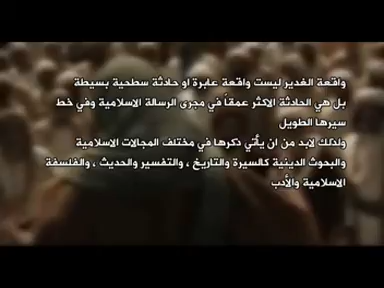 واقعة الغدير ليست واقعة عابرة او حادثة سطحية بسيطة
بل هي الحادثة الاكثر عمقاً في مجرى الرسالة الاسلامية وفي خط
سيرها الطويل
ولذلك لابد من ان يأتي ذكرها في مختلف المجالات الاسلامية
والبحوث الدينية كالسيرة والتاريخ ، والتفسير والحديث ، والفلسفة
الاسلامية والأدب